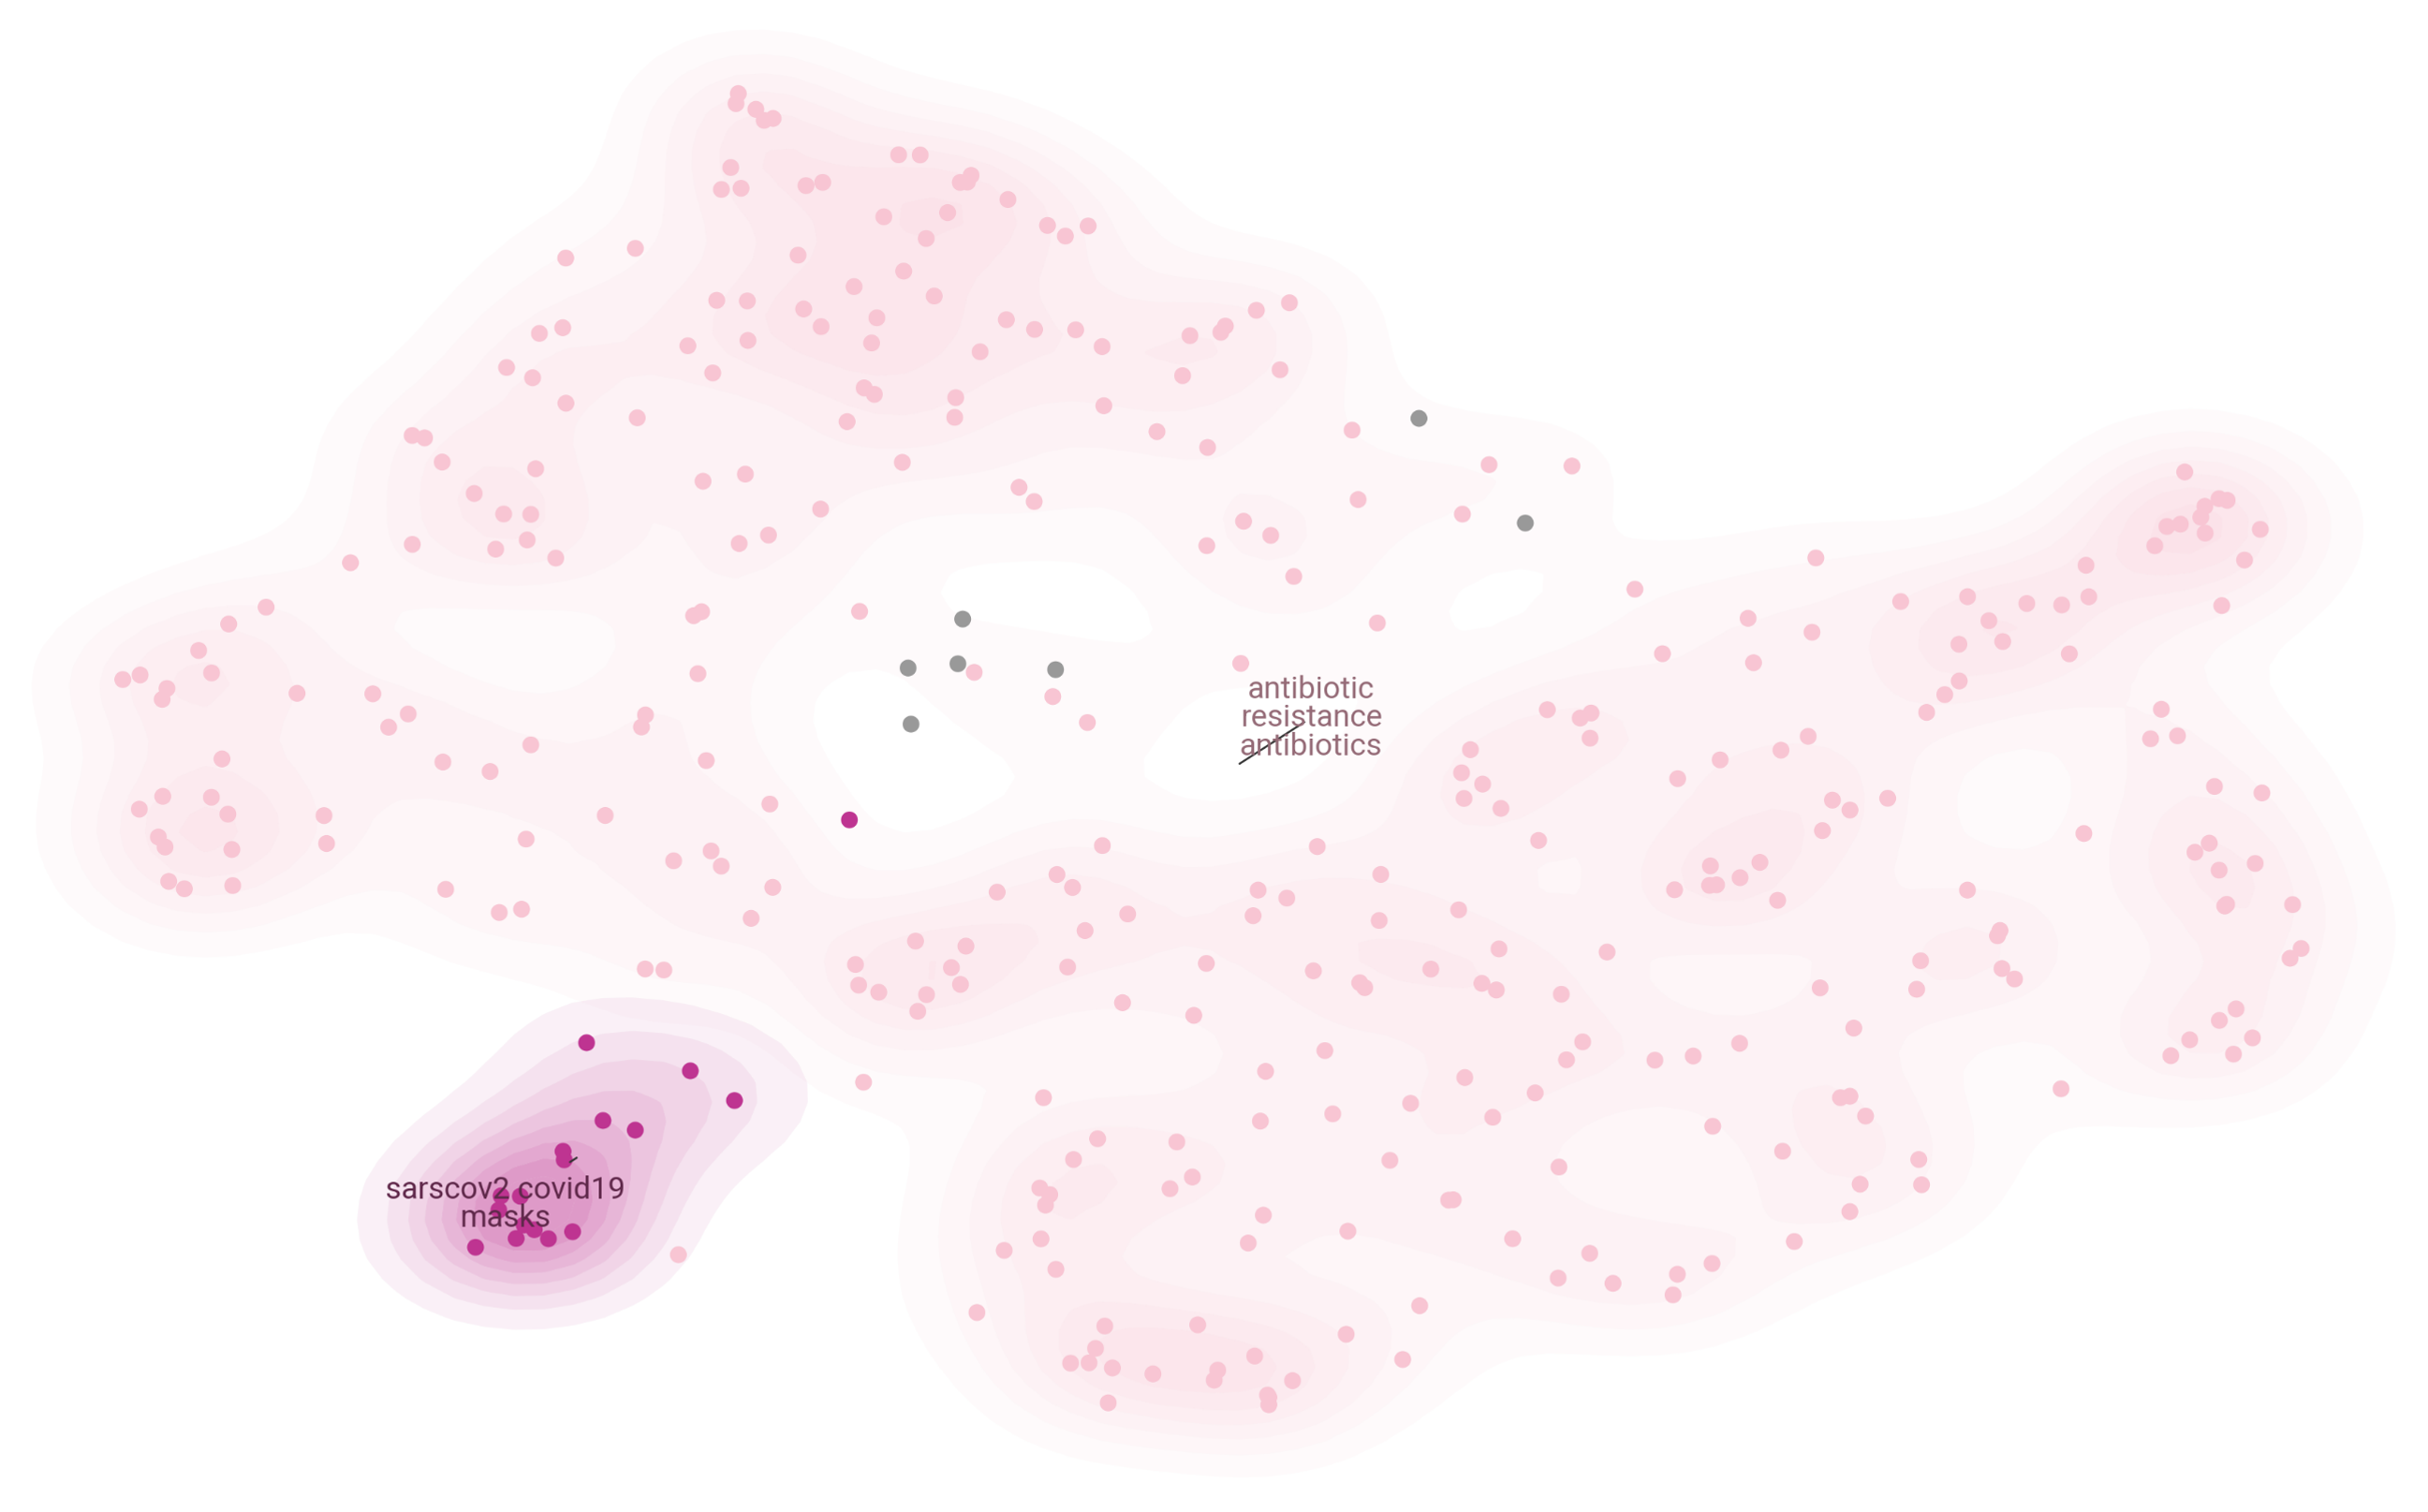 antibiotic
resistance
antibiotics
sarscov2 covid19
masks